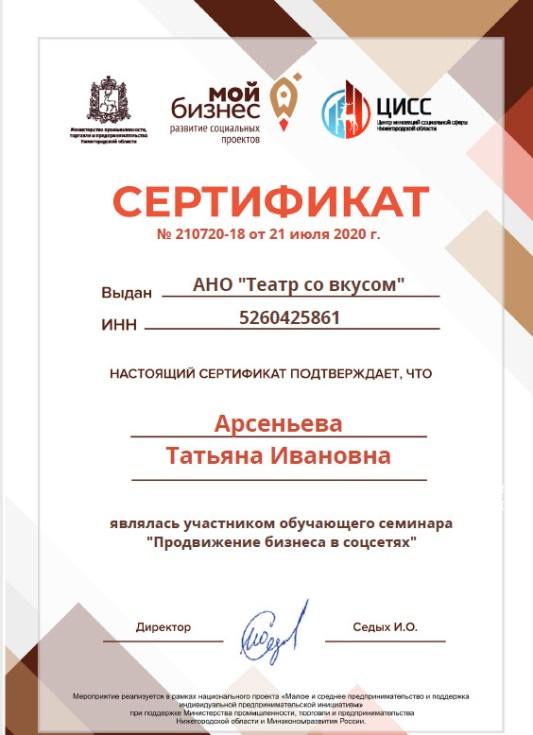 Министерство промышленности,
торговли и предпринимательства
Нижегородской области
мой
бизнес
развитие социальных
проектов
ЦИСС
Центр инноваций социальной сферы
Нижегородской области
СЕРТИФИКАТ
№ 210720-18 от 21 июля 2020 г.
Выдан АНО "Театр со вкусом"
ИНН 5260425861
НАСТОЯЩИЙ СЕРТИФИКАТ ПОДТВЕРЖДАЕТ, ЧТО
Арсеньева
Татьяна Ивановна
являлась участником обучающего семинара
"Продвижение бизнеса в соцсетях"
Директор Седых И.О.
Мероприятие реализуется в рамках национального проекта «Малое и среднее предпринимательство и поддержка
индивидуальной предпринимательской инициативы»
при поддержке Министерства промышленности, торговли и предпринимательства
Нижегородской области и Минэкономразвития России.